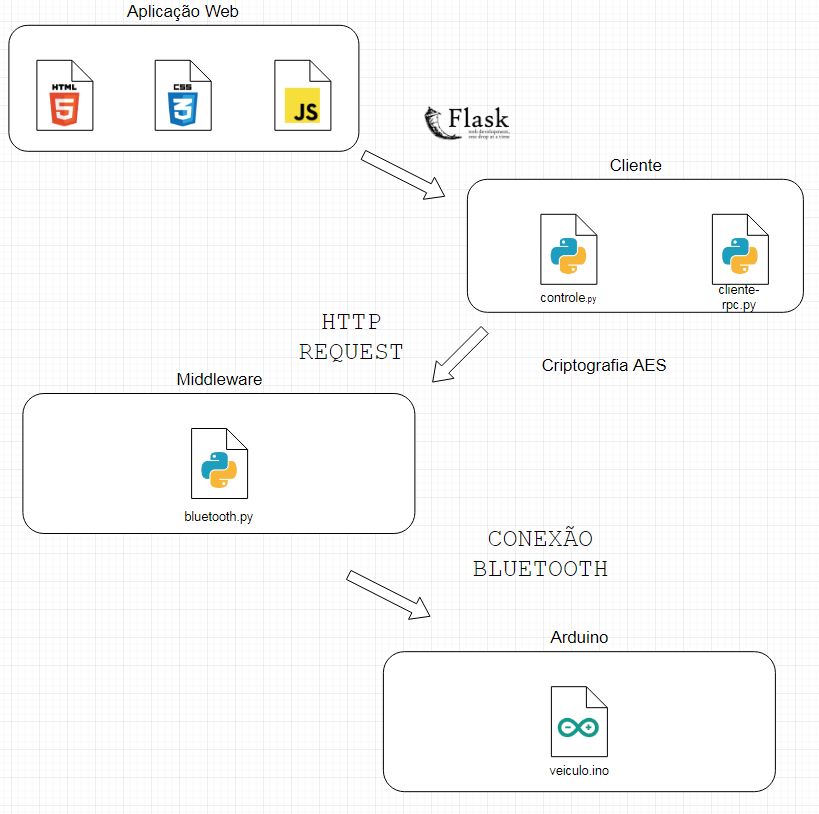 Aplicação Web
HTML
5
CSS
3
JS
Flask
web development,
one drop at a time
Cliente
controle.py
cliente-
rpc.py
HTTP
REQUEST
Criptografia AES
Middleware
bluetooth.py
CONEXÃO
BLUETOOTH
Arduino
veiculo.ino